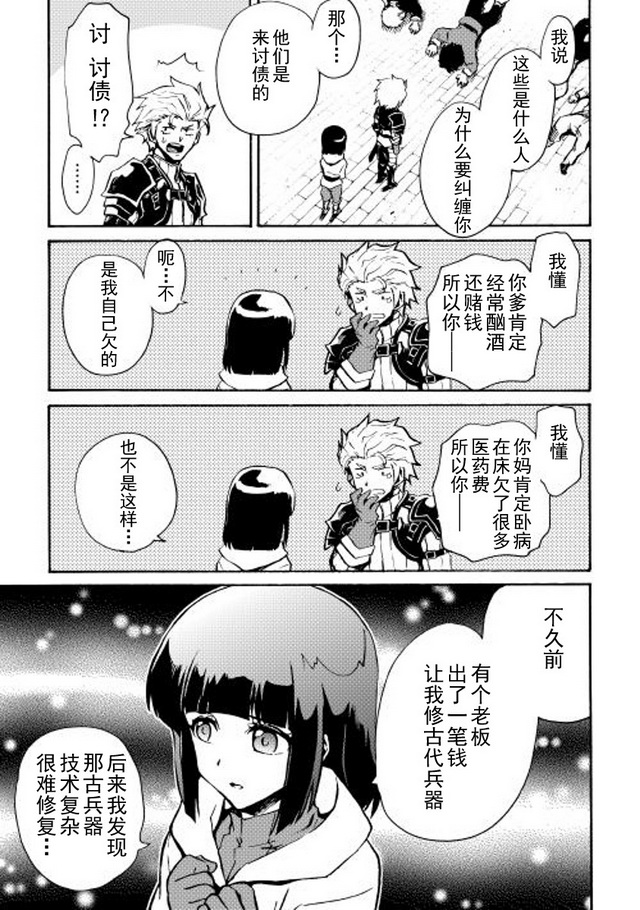 我说
这些是什么人
为什么要纠缠你
那个…
他们是
来讨债的
讨 讨债!?
……
我懂
你爹肯定
经常酗酒
还赌钱
所以你——
呃…不
是我自己欠的
我懂
你妈肯定卧病
在床欠了很多
医药费
所以你——
也不是这样…
不久前
有个老板
出了一笔钱
让我修古代兵器
后来我发现
那古兵器
技术复杂
很难修复…